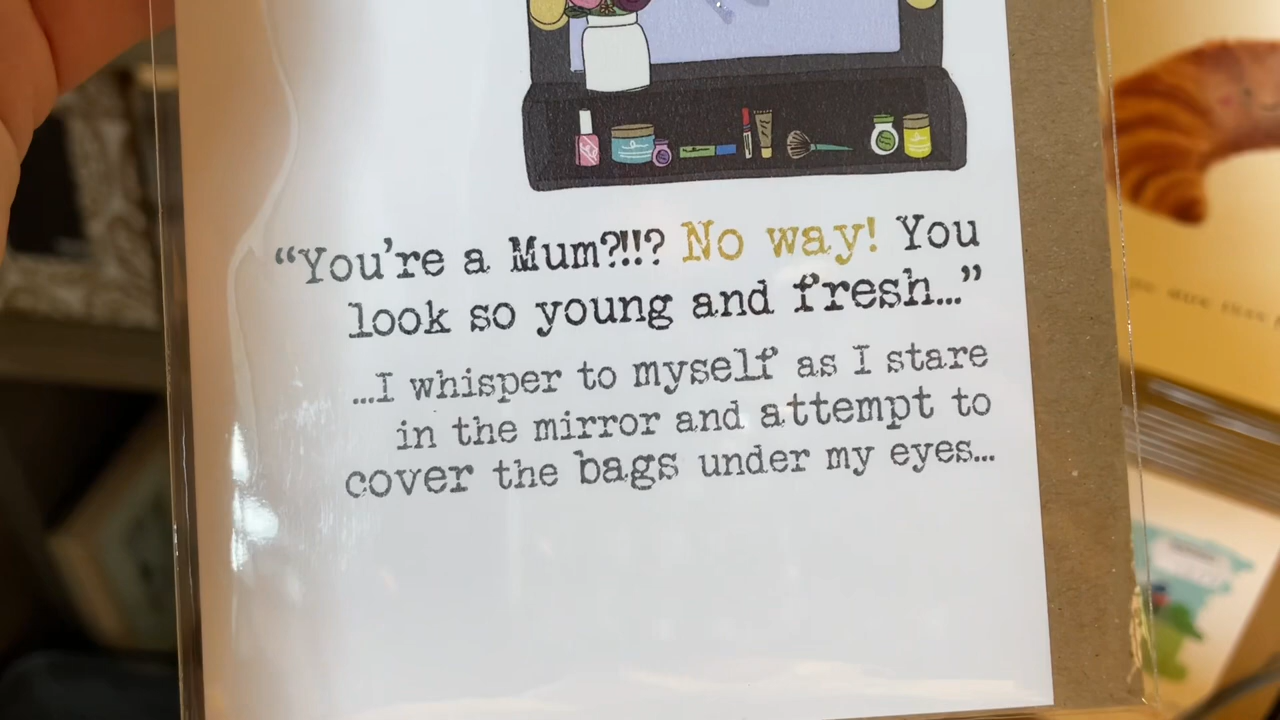 “You’re a Mum?!!? No way! You
look so young and fresh...”
...I whisper to myself as I stare
in the mirror and attempt to
cover the bags under my eyes...